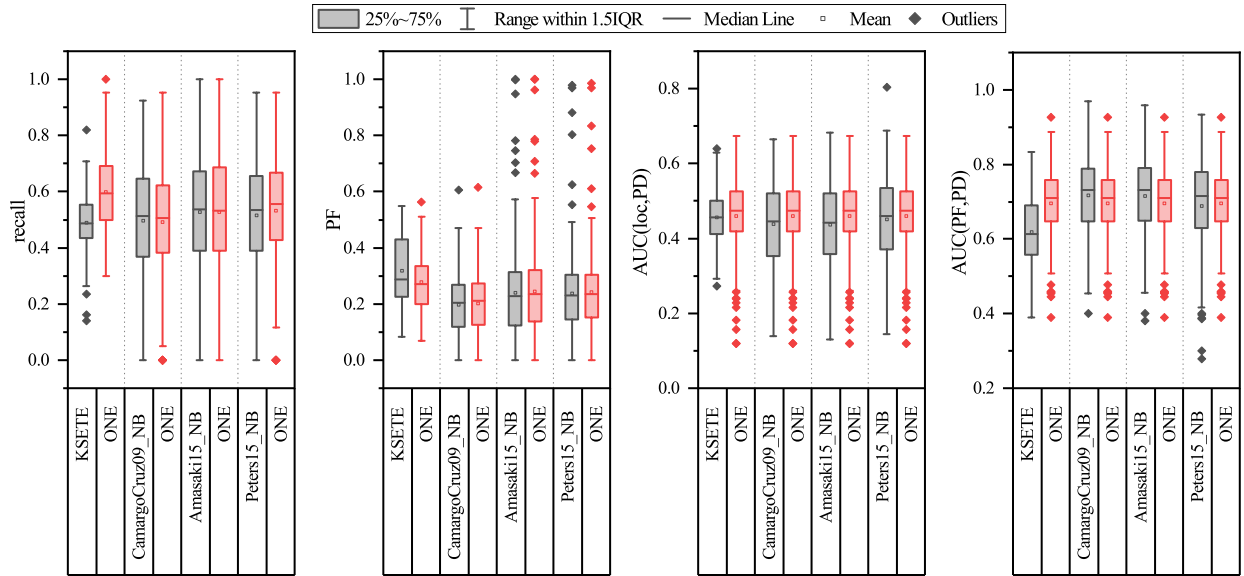 25%~75% Range within 1.5IQR Median Line Mean Outliers
recall
1.0
0.8
0.6
0.4
0.2
0.0
KSETE
ONE
CamargoCruz09_NB
ONE
Amasaki15_NB
ONE
Peters15_NB
ONE
PF
1.0
0.8
0.6
0.4
0.2
0.0
KSETE
ONE
CamargoCruz09_NB
ONE
Amasaki15_NB
ONE
Peters15_NB
ONE
AUC(loc,PD)
0.8
0.6
0.4
0.2
0.0
KSETE
ONE
CamargoCruz09_NB
ONE
Amasaki15_NB
ONE
Peters15_NB
ONE
AUC(PF,PD)
1.0
0.8
0.6
0.4
0.2
KSETE
ONE
CamargoCruz09_NB
ONE
Amasaki15_NB
ONE
Peters15_NB
ONE